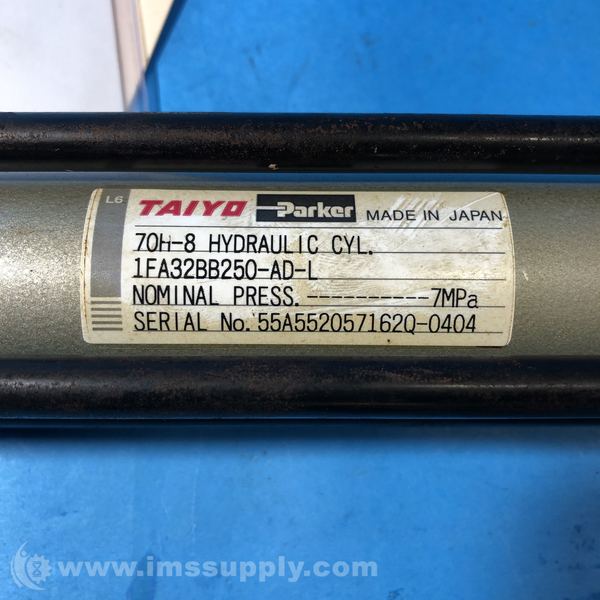 L6 TAIYO Parker MADE IN JAPAN
70H-8 HYDRAULIC CYL.
1FA32BB250-AD-L
NOMINAL PRESS.-----------7MPa
SERIAL No. 55A552057162Q-0404
www.imssupply.com